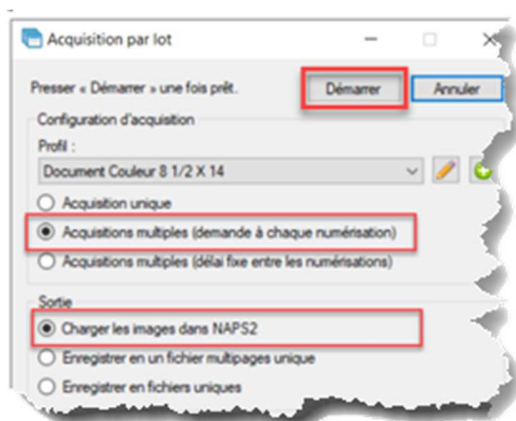 Acquisition par lot
Presser « Démarrer » une fois prêt. Démarrer Annuler
Configuration d'acquisition
Profil :
Document Couleur 8 1/2 X 14
Acquisition unique
Acquisitions multiples (demande à chaque numérisation)
Acquisitions multiples (délai fixe entre les numérisations)
Sortie
Charger les images dans NAPS2
Enregistrer en un fichier multipages unique
Enregistrer en fichiers uniques